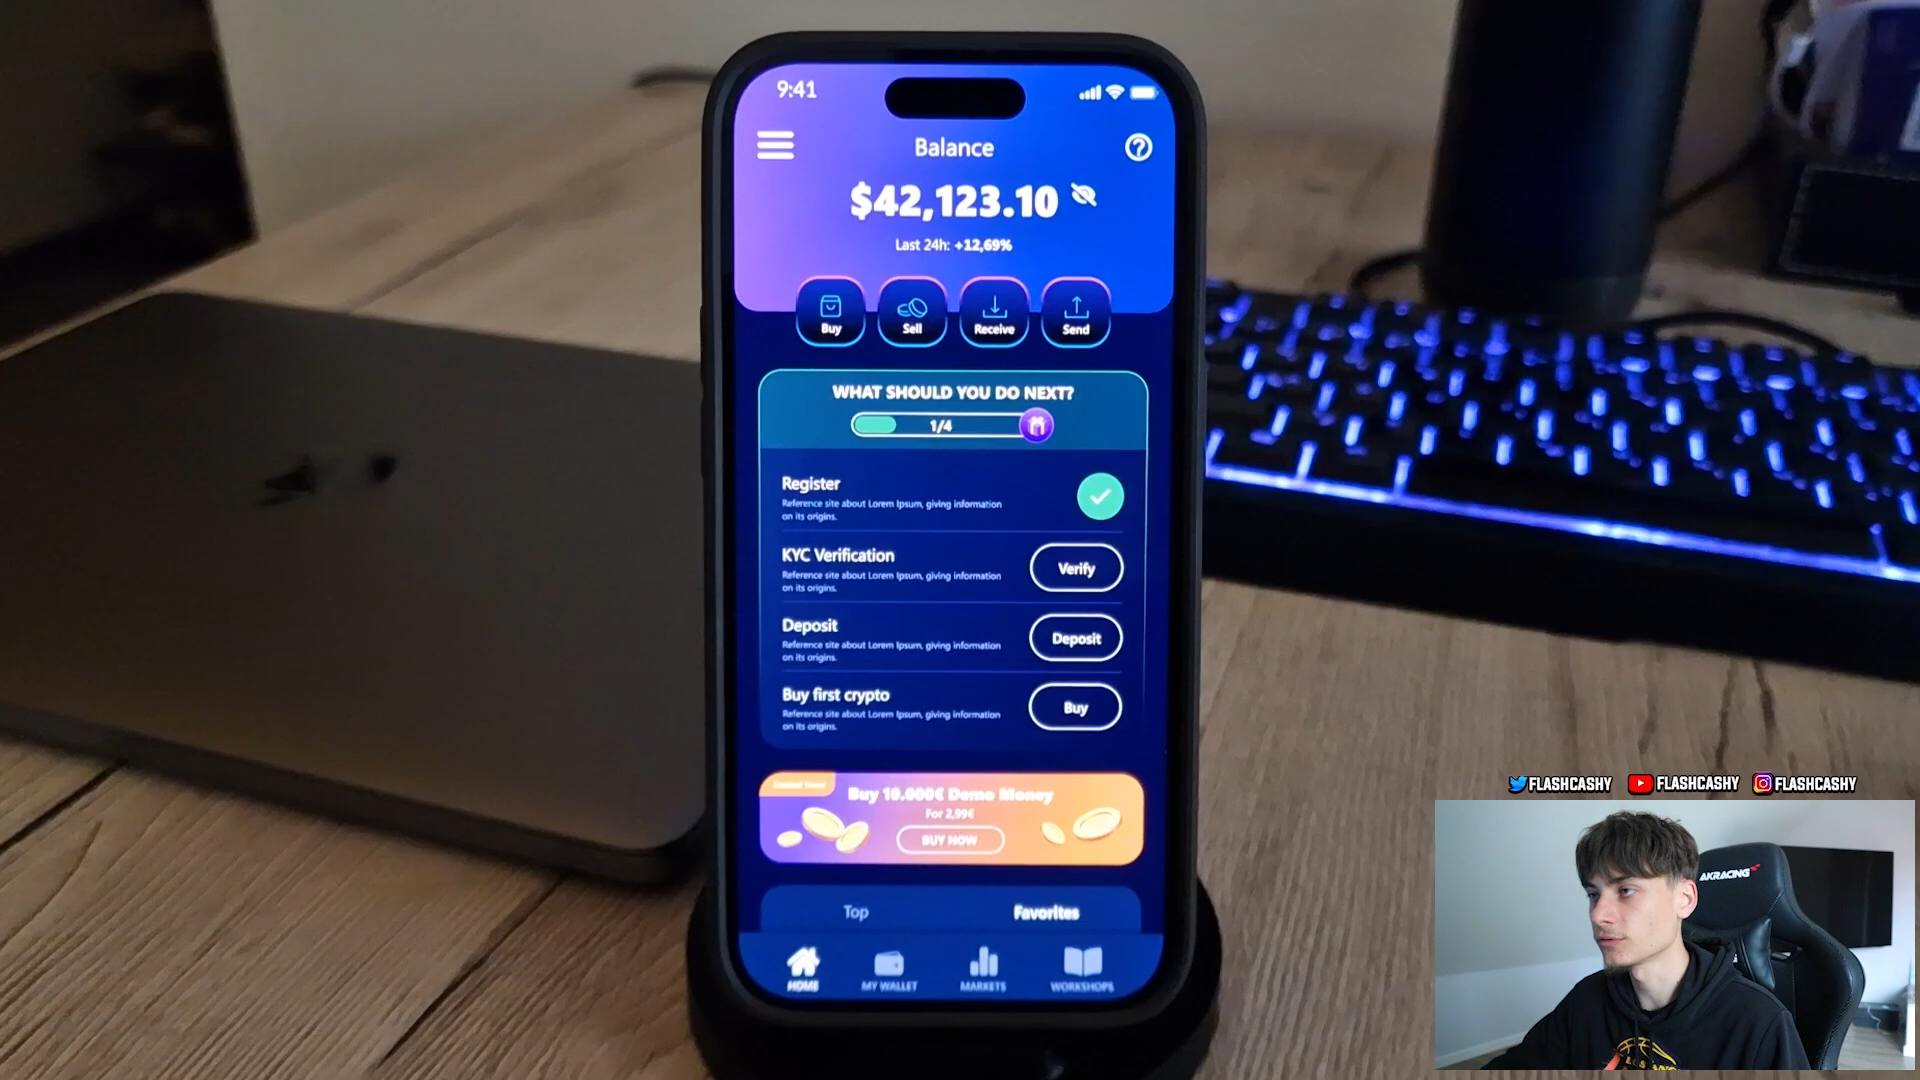 9:41
Balance
$42,123.10
Last 24h: +12,69%
Buy
Sell
Receive
Send
WHAT SHOULD YOU DO NEXT?
1/4
Register
Reference site about Lorem Ipsum, giving information
on its origins.
KYC Verification
Reference site about Lorem Ipsum, giving information
on its origins.
Verify
Deposit
Reference site about Lorem Ipsum, giving information
on its origins.
Deposit
Buy first crypto
Reference site about Lorem Ipsum, giving information
on its origins.
Buy
Buy 10.000€ Demo Money
For 2,99€
BUY NOW
Top
Favorites
HOME
MY WALLET
MARKETS
WORKSHOPS
FLASHCASHY
FLASHCASHY
FLASHCASHY
AKRACING